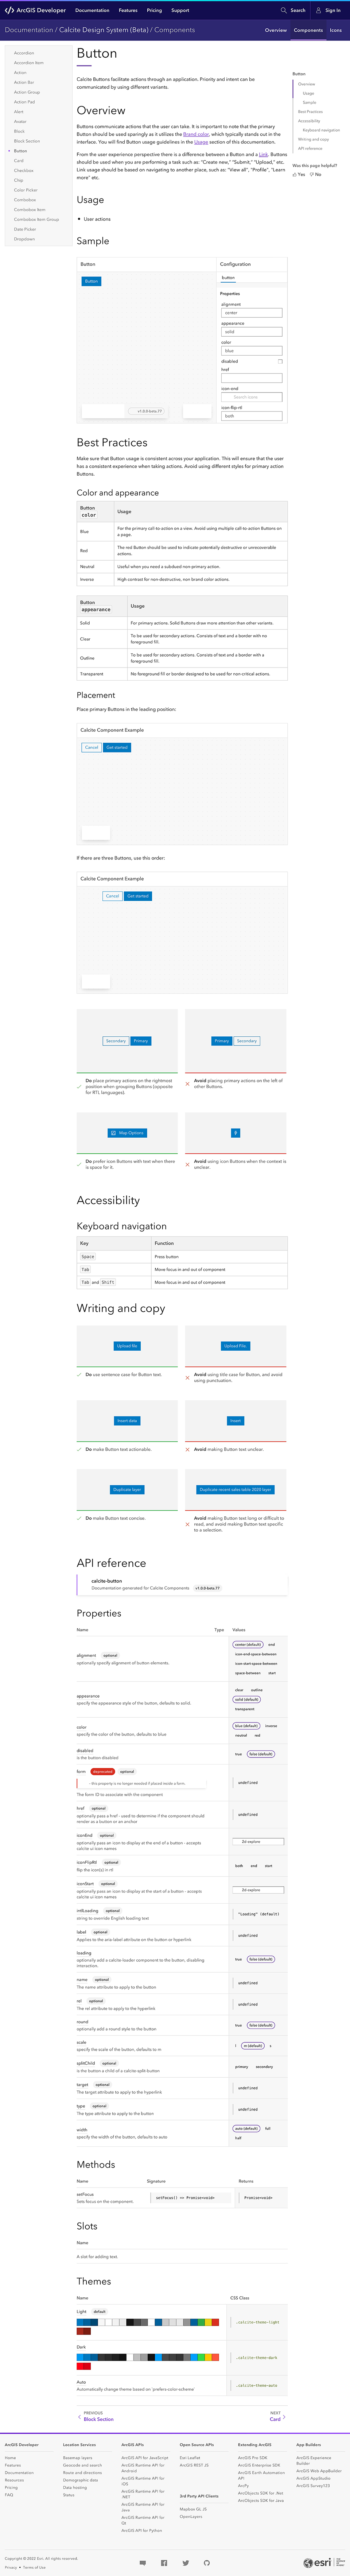 ArcGIS Developer Documentation Features Pricing Support Search Sign In
Documentation / Calcite Design System (Beta) / Components Overview Components Icons
Accordion
Accordion Item
Action
Action Bar
Action Group
Action Pad
Alert
Avatar
Block
Block Section
Button
Card
Checkbox
Chip
Color Picker
Combobox
Combobox Item
Combobox Item Group
Date Picker
Dropdown
Button
Calcite Buttons facilitate actions through an application. Priority and intent can be
communicated by using different variants.
Overview
Buttons communicate actions the user can take. It is recommended to have the primary
Button stand out, but sparingly as it utilizes the Brand color, which is typically reserved outside of the
interface. You will find Button usage guidelines in the Usage section of this documentation.
From the user experience perspective there is a difference between a Button and a Link. Buttons
should be used when a user is completing a task such as: "Create new," "Submit," "Upload," etc.
Link usage should be used for navigating to other destinations, such as: "View all", "Profile", "Learn
more" etc.
Usage
User actions
Sample
Button
Configuration
Button
button
Properties
alignment
center
appearance
solid
color
blue
disabled
href
icon-end
Search icons
icon-flip-rtl
both
v1.0.0-beta.77
Button
Overview
Usage
Sample
Best Practices
Accessibility
Keyboard navigation
Writing and copy
API reference
Was this page helpful?
Yes No
Best Practices
Make sure that Button usage is consistent across your application. This will ensure that the user
has a consistent experience when taking actions. Avoid using different styles for primary action
Buttons.
Color and appearance
Button color Usage
Blue For the primary call-to-action on a view. Avoid using multiple call-to-action Buttons on
a page.
Red The red Button should be used to indicate potentially destructive or unrecoverable
actions.
Neutral Useful when you need a subdued non-primary action.
Inverse High contrast for non-destructive, non brand color actions.
Button appearance Usage
Solid For primary actions. Solid Buttons draw more attention than other variants.
Clear To be used for secondary actions. Consists of text and a border with no
foreground fill.
Outline To be used for secondary actions. Consists of text and a border with a
foreground fill.
Transparent No foreground fill or border designed to be used for non-critical actions.
Placement
Place primary Buttons in the leading position:
Calcite Component Example
Cancel Get started
If there are three Buttons, use this order:
Calcite Component Example
Cancel Get started
Secondary Primary
Primary Secondary
Do place primary actions on the rightmost
position when grouping Buttons (opposite
for RTL languages).
Avoid placing primary actions on the left of
other Buttons.
Map Options
Do prefer icon Buttons with text when there
is space for it.
Avoid using icon Buttons when the context is
unclear.
Accessibility
Keyboard navigation
Key Function
Space Press button
Tab Move focus in and out of component
Tab and Shift Move focus in and out of component
Writing and copy
Upload file
Upload File.
Do use sentence case for Button text.
Avoid using title case for Button, and avoid
using punctuation.
Insert data
Insert
Do make Button text actionable.
Avoid making Button text unclear.
Duplicate layer
Duplicate recent sales table 2020 layer
Do make Button text concise.
Avoid making Button text long or difficult to
read, and avoid making Button text specific
to a selection.
API reference
calcite-button
Documentation generated for Calcite Components v1.0.0-beta.77
Properties
Name Type Values
alignment optional
optionally specify alignment of button elements.
center (default) end
icon-end-space-between
icon-start-space-between
space-between start
appearance
specify the appearance style of the button, defaults to solid.
clear outline
solid (default)
transparent
color
specify the color of the button, defaults to blue
blue (default) inverse
neutral red
disabled
is the button disabled
true false (default)
form deprecated optional
- this property is no longer needed if placed inside a form.
The form ID to associate with the component
undefined
href optional
optionally pass a href - used to determine if the component should
render as a button or an anchor
undefined
iconEnd optional
optionally pass an icon to display at the end of a button - accepts
calcite ui icon names
iconFlipRtl optional
flip the icon(s) in rtl
both end start
iconStart optional
optionally pass an icon to display at the start of a button - accepts
calcite ui icon names
intlLoading optional
string to override English loading text
"Loading" (default)
label optional
Applies to the aria-label attribute on the button or hyperlink
undefined
loading
optionally add a calcite-loader component to the button, disabling
interaction.
true false (default)
name optional
The name attribute to apply to the button
undefined
rel optional
The rel attribute to apply to the hyperlink
undefined
round
optionally add a round style to the button
true false (default)
scale
specify the scale of the button, defaults to m
l m (default) s
splitChild optional
is the button a child of a calcite-split-button
primary secondary
target optional
The target attribute to apply to the hyperlink
undefined
type optional
The type attribute to apply to the button
undefined
width
specify the width of the button, defaults to auto
auto (default) full
half
Methods
Name Signature Returns
setFocus
Sets focus on the component.
setFocus() => Promise<void>
Promise<void>
Slots
Name
A slot for adding text.
Themes
Name CSS Class
Light default
.calcite-theme-light
Dark
.calcite-theme-dark
Auto
Automatically change theme based on 'prefers-color-scheme'
.calcite-theme-auto
PREVIOUS
Block Section
NEXT
Card
ArcGIS Developer
Home
Features
Documentation
Resources
Pricing
FAQ
Location Services
Basemap layers
Geocode and search
Route and directions
Demographic data
Data hosting
Status
ArcGIS APIs
ArcGIS API for JavaScript
ArcGIS Runtime API for
Android
ArcGIS Runtime API for
iOS
ArcGIS Runtime API for
.NET
ArcGIS Runtime API for
Java
ArcGIS Runtime API for
Qt
ArcGIS API for Python
Open Source APIs
Esri Leaflet
ArcGIS REST JS
3rd Party API Clients
Mapbox GL JS
OpenLayers
Extending ArcGIS
ArcGIS Pro SDK
ArcGIS Enterprise SDK
ArcGIS Earth Automation
API
ArcPy
ArcObjects SDK for .Net
ArcObjects SDK for Java
App Builders
ArcGIS Experience
Builder
ArcGIS Web AppBuilder
ArcGIS AppStudio
ArcGIS Survey123
Copyright © 2022 Esri. All rights reserved.
Privacy • Terms of Use
esri